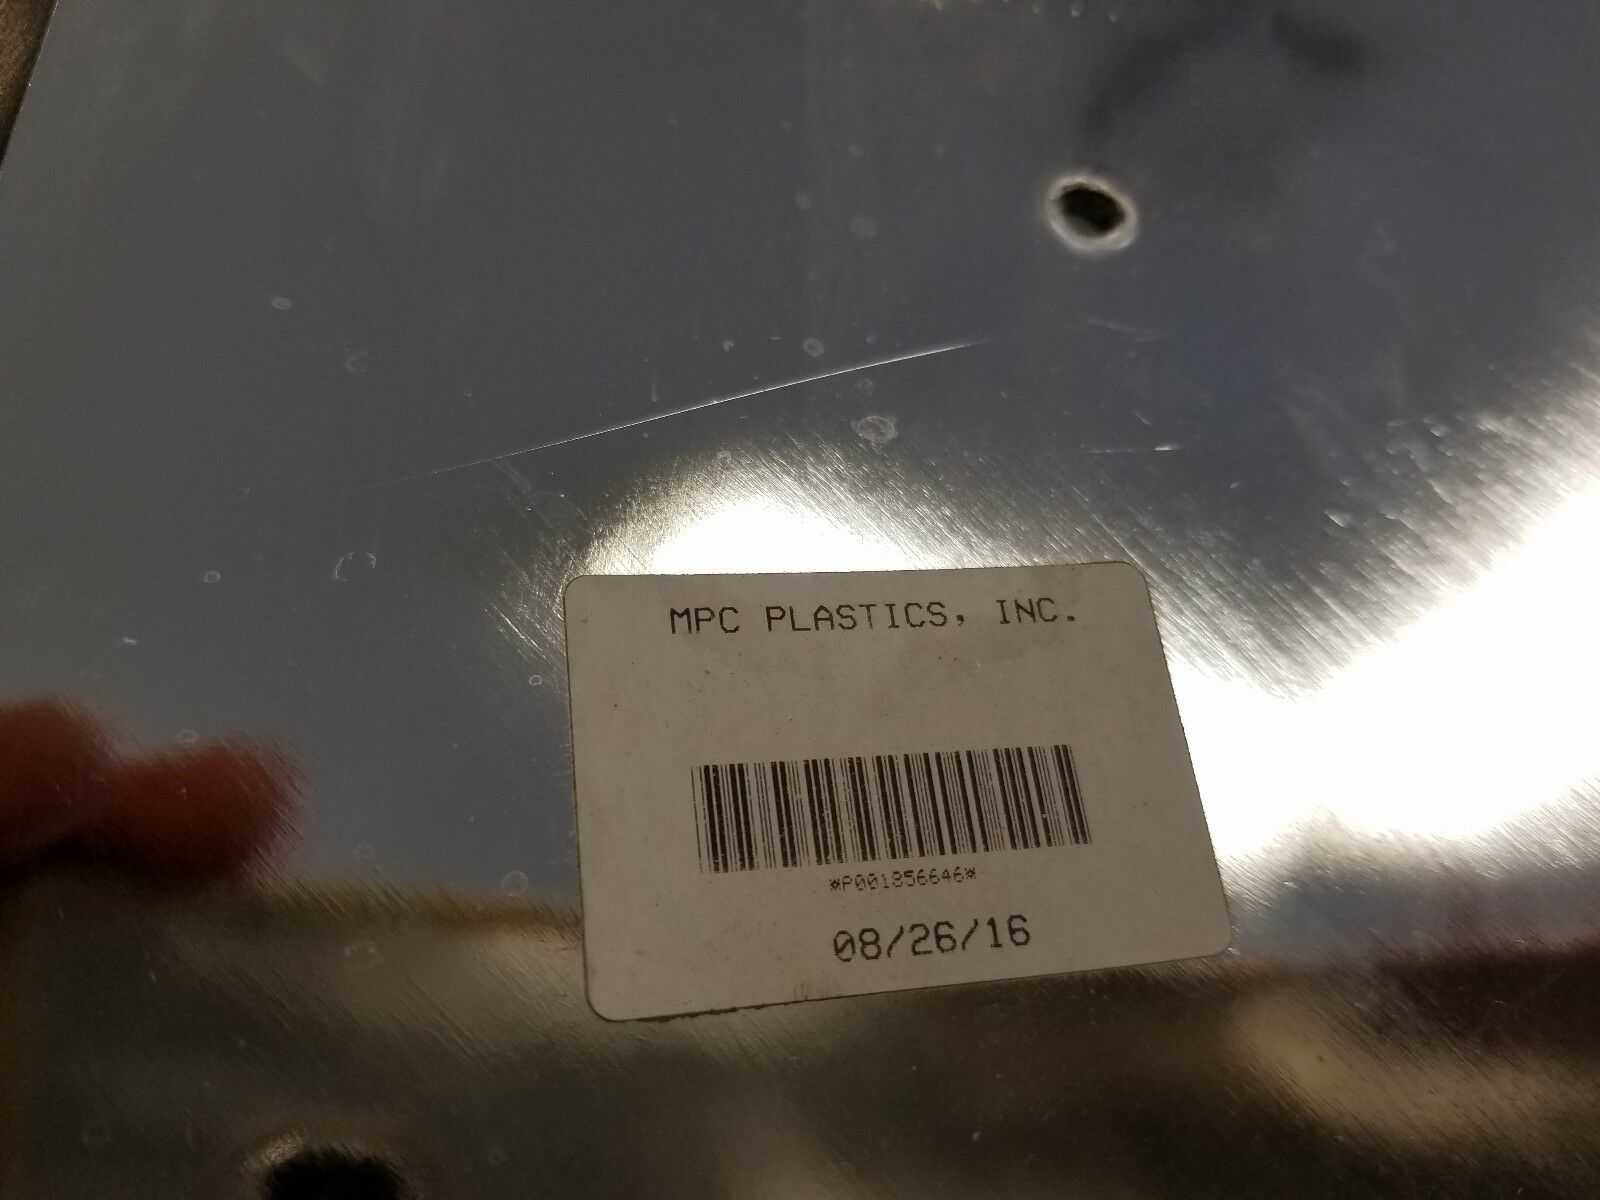 MPC PLASTICS, INC.
*P001856646*
08/26/16